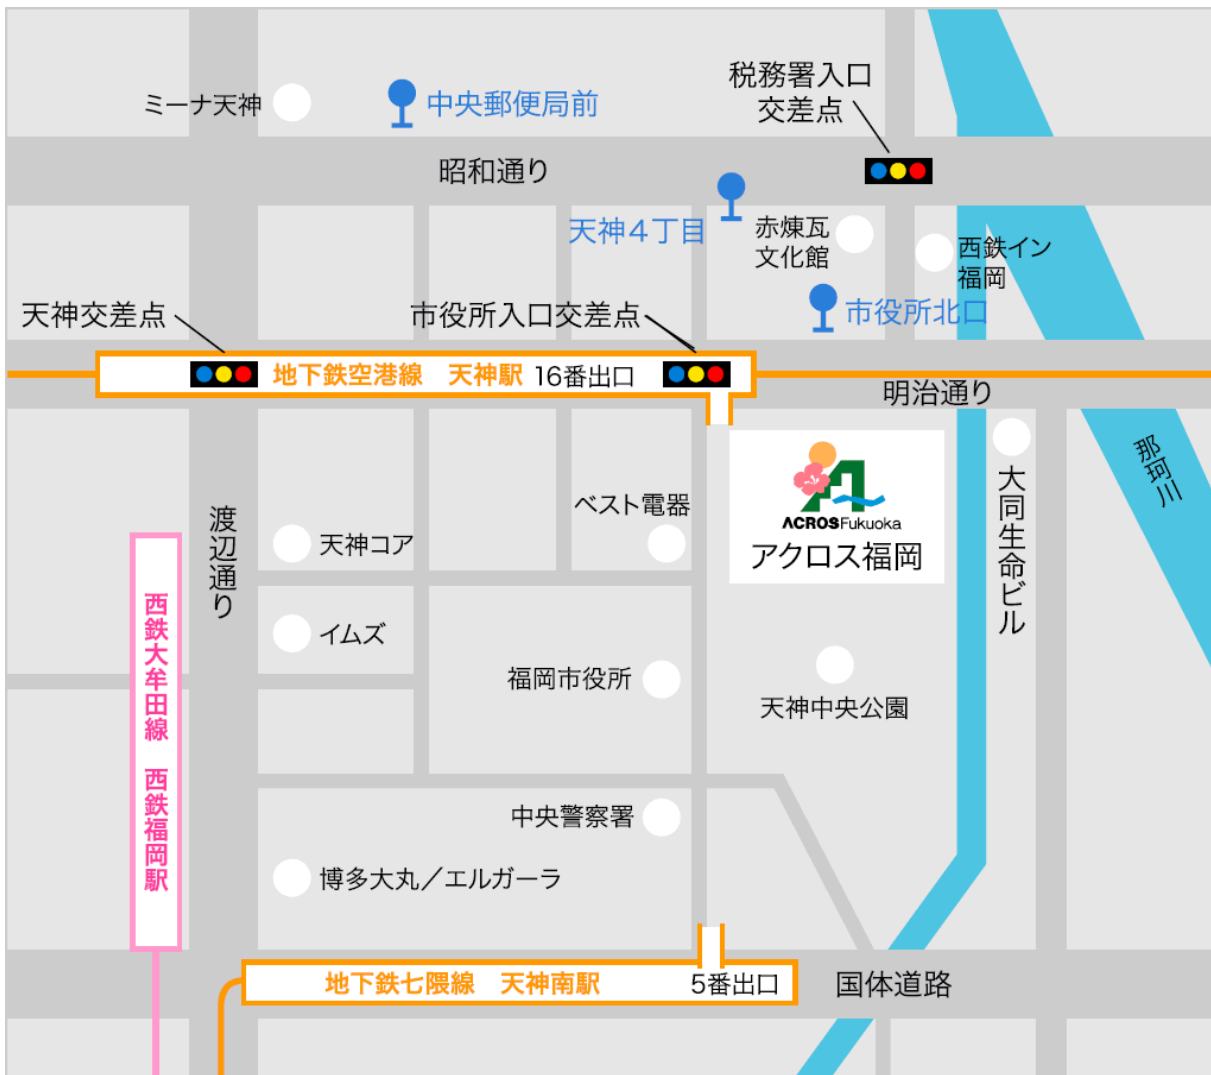 ミーナ天神
中央郵便局前
税務署入口
交差点
昭和通り
天神4丁目
赤煉瓦
文化館
西鉄イン
福岡
天神交差点
市役所入口交差点
市役所北口
地下鉄空港線　天神駅 16番出口
明治通り
那珂川
渡辺通り
天神コア
ベスト電器
ACROS Fukuoka
アクロス福岡
大同生命ビル
西鉄大牟田線　西鉄福岡駅
イムズ
福岡市役所
天神中央公園
中央警察署
博多大丸／エルガーラ
地下鉄七隈線　天神南駅 5番出口
国体道路